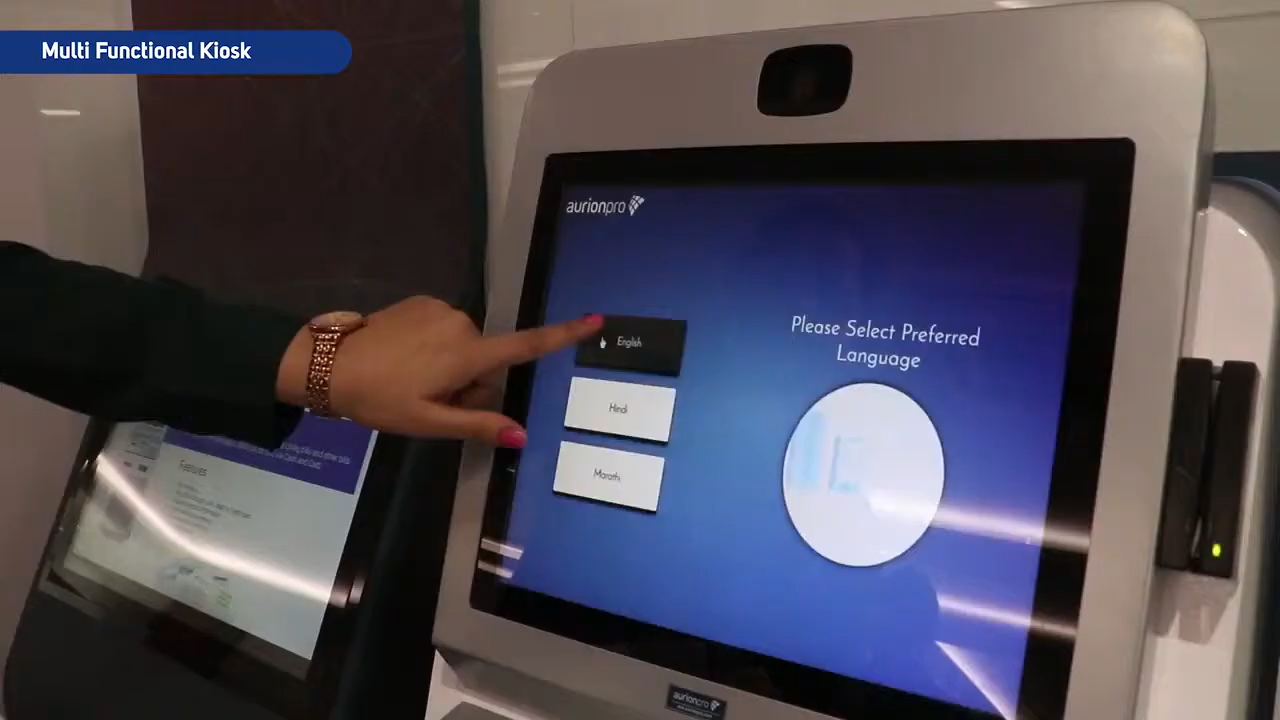 Multi Functional Kiosk
aurionpro
Please Select Preferred
Language
English
Hindi
Marathi
Features
aurionpro